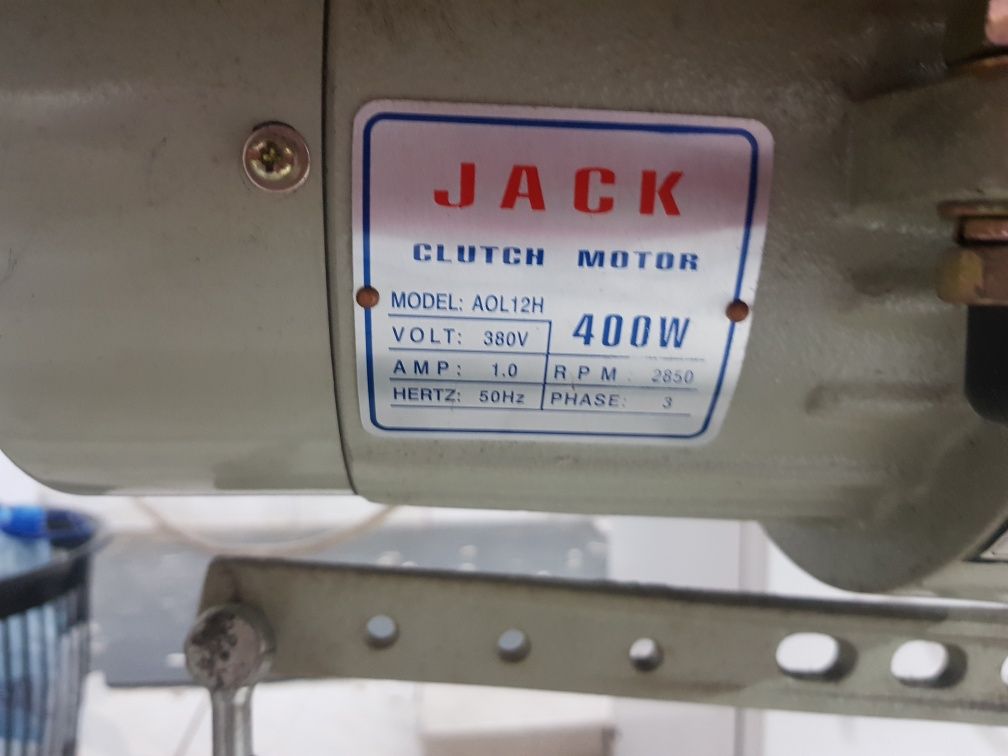 JACK
CLUTCH MOTOR
MODEL: AOL12H
400W
VOLT: 380V
AMP: 1.0
RPM: 2850
HERTZ: 50Hz
PHASE: 3